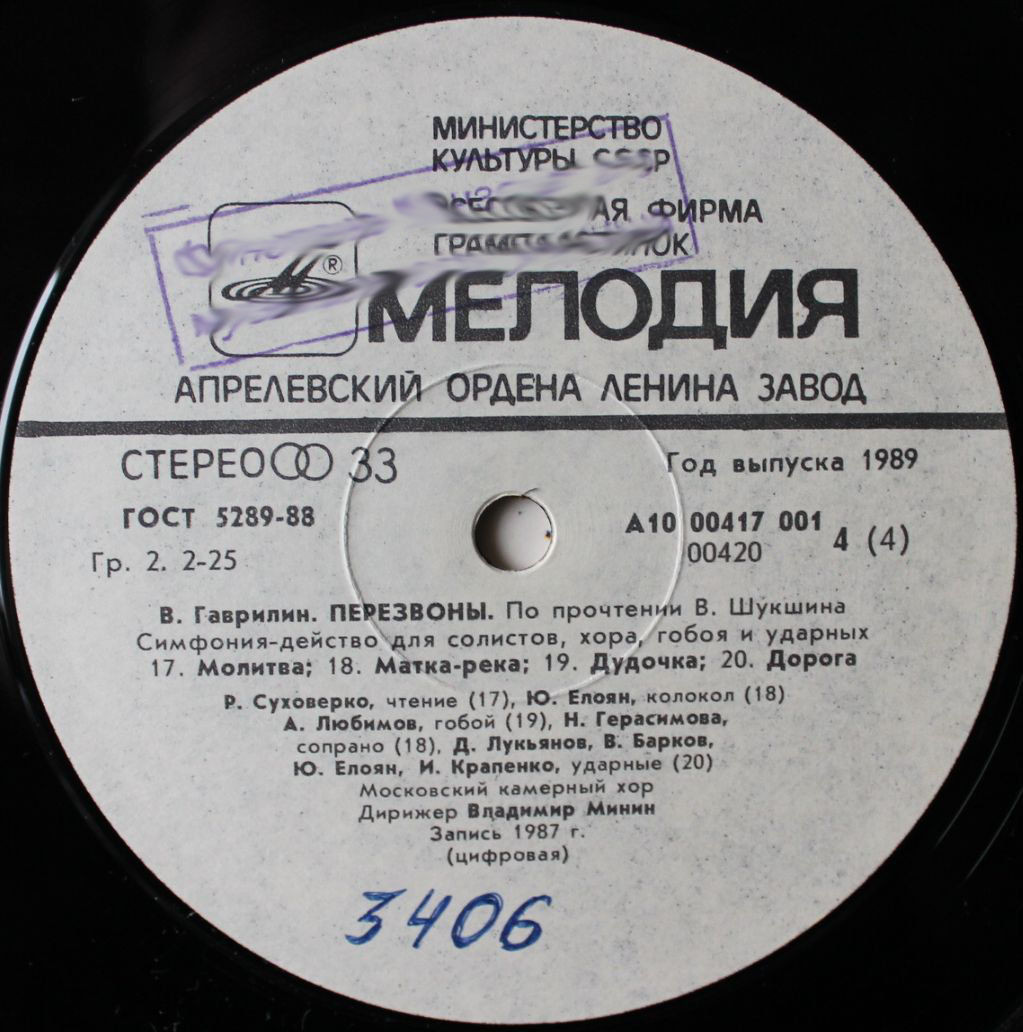 МИНИСТЕРСТВО
КУЛЬТУРЫ СССР
ФИРМА
®
МЕЛОДИЯ
АПРЕЛЕВСКИЙ ОРДЕНА ЛЕНИНА ЗАВОД
СТЕРЕО 33 Год выпуска 1989
ГОСТ 5289-88 А10 00417 001
Гр. 2. 2-25 00420 4 (4)
В. Гаврилин. ПЕРЕЗВОНЫ. По прочтении В. Шукшина
Симфония-действо для солистов, хора, гобоя и ударных
17. Молитва; 18. Матка-река; 19. Дудочка; 20. Дорога
Р. Суховерко, чтение (17), Ю. Елоян, колокол (18)
А. Любимов, гобой (19), Н. Герасимова,
сопрано (18), Д. Лукьянов, В. Барков,
Ю. Елоян, И. Крапенко, ударные (20)
Московский камерный хор
Дирижер Владимир Минин
Запись 1987 г.
(цифровая)
3406